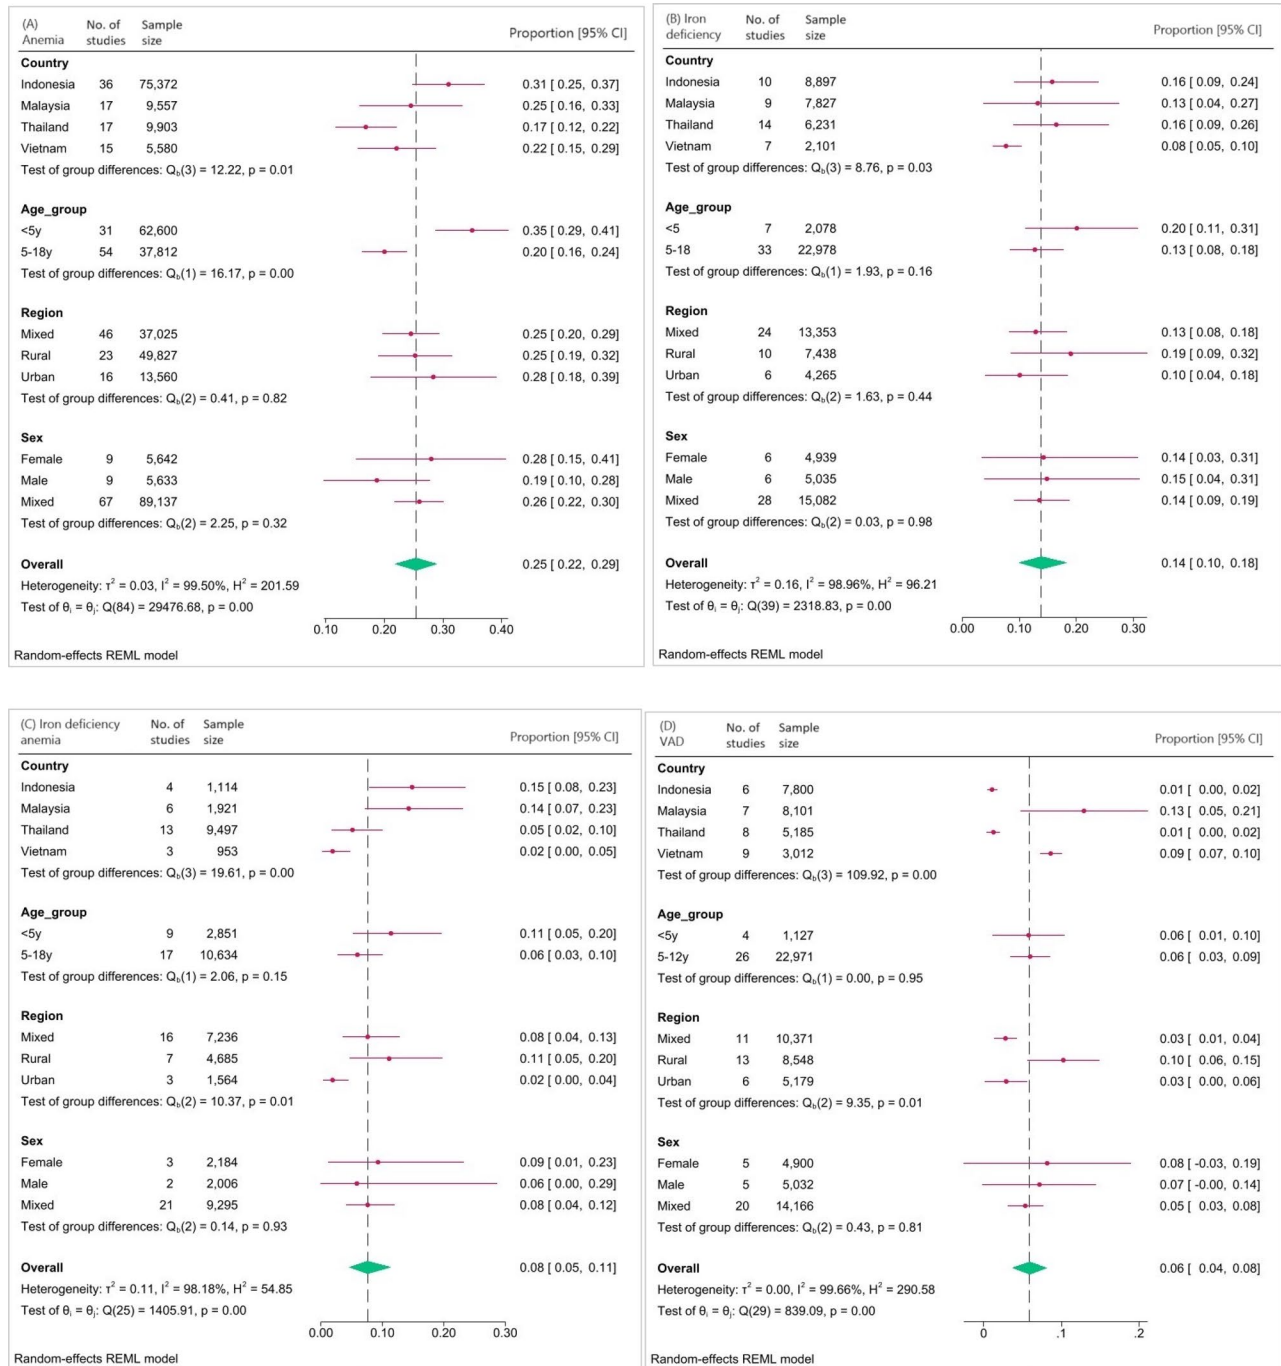 (A) Anemia No. of studies Sample size Proportion [95% CI]
Country
Indonesia 36 75,372 0.31 [ 0.25, 0.37]
Malaysia 17 9,557 0.25 [ 0.16, 0.33]
Thailand 17 9,903 0.17 [ 0.12, 0.22]
Vietnam 15 5,580 0.22 [ 0.15, 0.29]
Test of group differences: Qb(3) = 12.22, p = 0.01
Age_group
<5y 31 62,600 0.35 [ 0.29, 0.41]
5-18y 54 37,812 0.20 [ 0.16, 0.24]
Test of group differences: Qb(1) = 16.17, p = 0.00
Region
Mixed 46 37,025 0.25 [ 0.20, 0.29]
Rural 23 49,827 0.25 [ 0.19, 0.32]
Urban 16 13,560 0.28 [ 0.18, 0.39]
Test of group differences: Qb(2) = 0.41, p = 0.82
Sex
Female 9 5,642 0.28 [ 0.15, 0.41]
Male 9 5,633 0.19 [ 0.10, 0.28]
Mixed 67 89,137 0.26 [ 0.22, 0.30]
Test of group differences: Qb(2) = 2.25, p = 0.32
Overall 0.25 [ 0.22, 0.29]
Heterogeneity: τ² = 0.03, I² = 99.50%, H² = 201.59
Test of θi = θj: Q(84) = 29476.68, p = 0.00
0.10 0.20 0.30 0.40
Random-effects REML model
(B) Iron deficiency No. of studies Sample size Proportion [95% CI]
Country
Indonesia 10 8,897 0.16 [ 0.09, 0.24]
Malaysia 9 7,827 0.13 [ 0.04, 0.27]
Thailand 14 6,231 0.16 [ 0.09, 0.26]
Vietnam 7 2,101 0.08 [ 0.05, 0.10]
Test of group differences: Qb(3) = 8.76, p = 0.03
Age_group
<5 7 2,078 0.20 [ 0.11, 0.31]
5-18 33 22,978 0.13 [ 0.08, 0.18]
Test of group differences: Qb(1) = 1.93, p = 0.16
Region
Mixed 24 13,353 0.13 [ 0.08, 0.18]
Rural 10 7,438 0.19 [ 0.09, 0.32]
Urban 6 4,265 0.10 [ 0.04, 0.18]
Test of group differences: Qb(2) = 1.63, p = 0.44
Sex
Female 6 4,939 0.14 [ 0.03, 0.31]
Male 6 5,035 0.15 [ 0.04, 0.31]
Mixed 28 15,082 0.14 [ 0.09, 0.19]
Test of group differences: Qb(2) = 0.03, p = 0.98
Overall 0.14 [ 0.10, 0.18]
Heterogeneity: τ² = 0.16, I² = 98.96%, H² = 96.21
Test of θi = θj: Q(39) = 2318.83, p = 0.00
0.00 0.10 0.20 0.30
Random-effects REML model
(C) Iron deficiency anemia No. of studies Sample size Proportion [95% CI]
Country
Indonesia 4 1,114 0.15 [ 0.08, 0.23]
Malaysia 6 1,921 0.14 [ 0.07, 0.23]
Thailand 13 9,497 0.05 [ 0.02, 0.10]
Vietnam 3 953 0.02 [ 0.00, 0.05]
Test of group differences: Qb(3) = 19.61, p = 0.00
Age_group
<5y 9 2,851 0.11 [ 0.05, 0.20]
5-18y 17 10,634 0.06 [ 0.03, 0.10]
Test of group differences: Qb(1) = 2.06, p = 0.15
Region
Mixed 16 7,236 0.08 [ 0.04, 0.13]
Rural 7 4,685 0.11 [ 0.05, 0.20]
Urban 3 1,564 0.02 [ 0.00, 0.04]
Test of group differences: Qb(2) = 10.37, p = 0.01
Sex
Female 3 2,184 0.09 [ 0.01, 0.23]
Male 2 2,006 0.06 [ 0.00, 0.29]
Mixed 21 9,295 0.08 [ 0.04, 0.12]
Test of group differences: Qb(2) = 0.14, p = 0.93
Overall 0.08 [ 0.05, 0.11]
Heterogeneity: τ² = 0.11, I² = 98.18%, H² = 54.85
Test of θi = θj: Q(25) = 1405.91, p = 0.00
0.00 0.10 0.20 0.30
Random-effects REML model
(D) VAD No. of studies Sample size Proportion [95% CI]
Country
Indonesia 6 7,800 0.01 [ 0.00, 0.02]
Malaysia 7 8,101 0.13 [ 0.05, 0.21]
Thailand 8 5,185 0.01 [ 0.00, 0.02]
Vietnam 9 3,012 0.09 [ 0.07, 0.10]
Test of group differences: Qb(3) = 109.92, p = 0.00
Age_group
<5y 4 1,127 0.06 [ 0.01, 0.10]
5-12y 26 22,971 0.06 [ 0.03, 0.09]
Test of group differences: Qb(1) = 0.00, p = 0.95
Region
Mixed 11 10,371 0.03 [ 0.01, 0.04]
Rural 13 8,548 0.10 [ 0.06, 0.15]
Urban 6 5,179 0.03 [ 0.00, 0.06]
Test of group differences: Qb(2) = 9.35, p = 0.01
Sex
Female 5 4,900 0.08 [ -0.03, 0.19]
Male 5 5,032 0.07 [ -0.00, 0.14]
Mixed 20 14,166 0.05 [ 0.03, 0.08]
Test of group differences: Qb(2) = 0.43, p = 0.81
Overall 0.06 [ 0.04, 0.08]
Heterogeneity: τ² = 0.00, I² = 99.66%, H² = 290.58
Test of θi = θj: Q(29) = 839.09, p = 0.00
0 .1 .2
Random-effects REML model